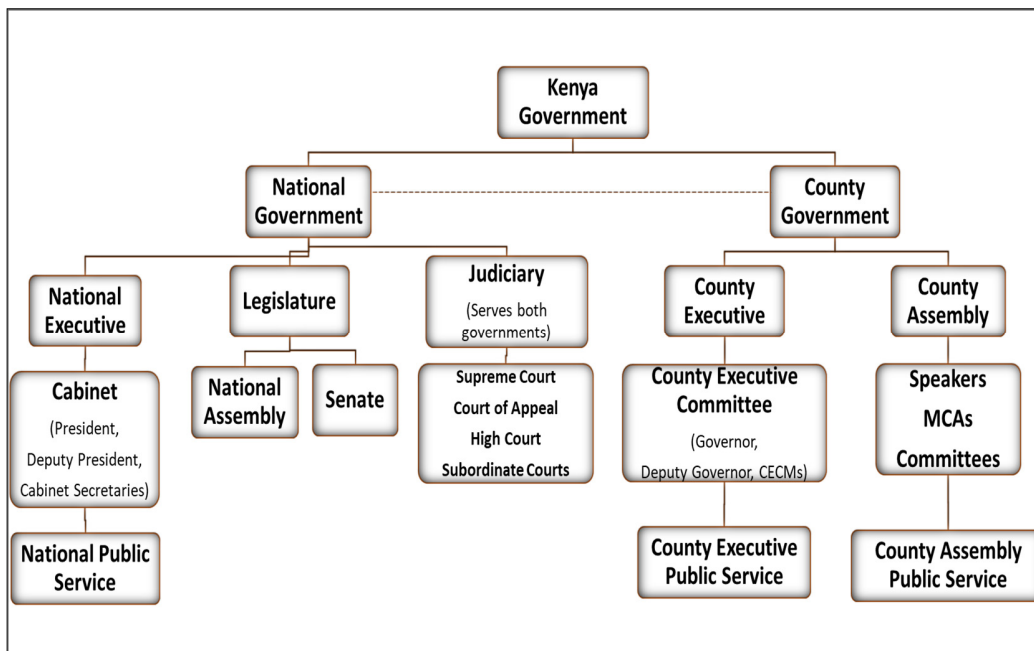 Kenya
Government
National
Government
County
Government
National
Executive
Legislature
Judiciary
(Serves both
governments)
County
Executive
County
Assembly
Cabinet
(President,
Deputy President,
Cabinet Secretaries)
National
Assembly
Senate
Supreme Court
Court of Appeal
High Court
Subordinate Courts
County Executive
Committee
(Governor,
Deputy Governor, CECMs)
Speakers
MCAs
Committees
National Public
Service
County Executive
Public Service
County Assembly
Public Service